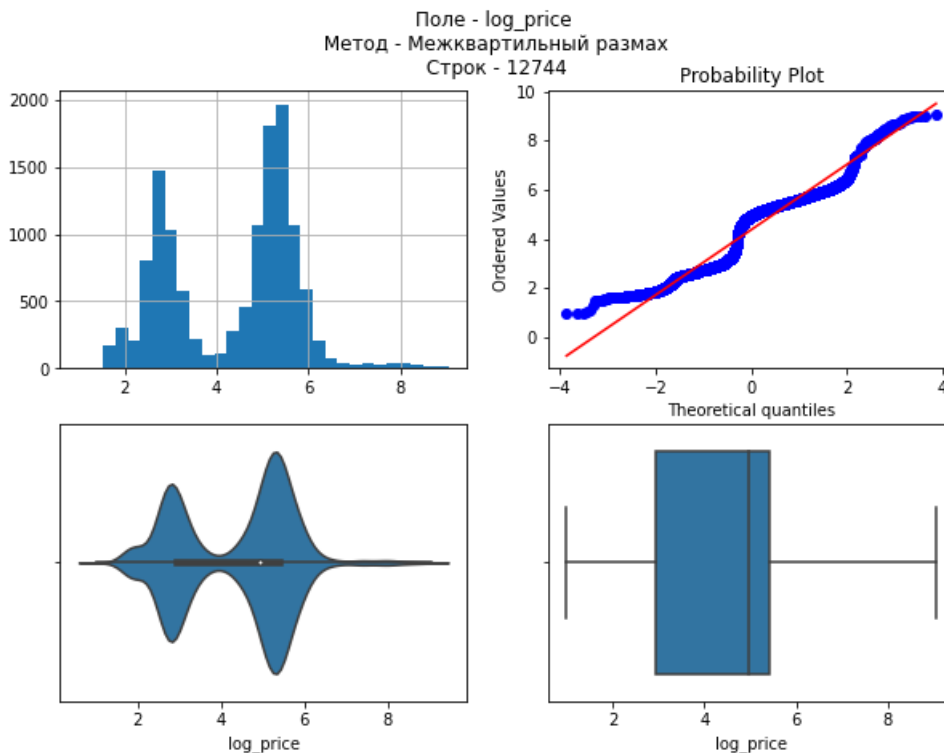 Поле - log_price
Метод - Межквартильный размах
Строк - 12744
2000
1500
1000
500
0
2 4 6 8
Probability Plot
Ordered Values
10
8
6
4
2
0
−4 −2 0 2 4
Theoretical quantiles
2 4 6 8
log_price
2 4 6 8
log_price